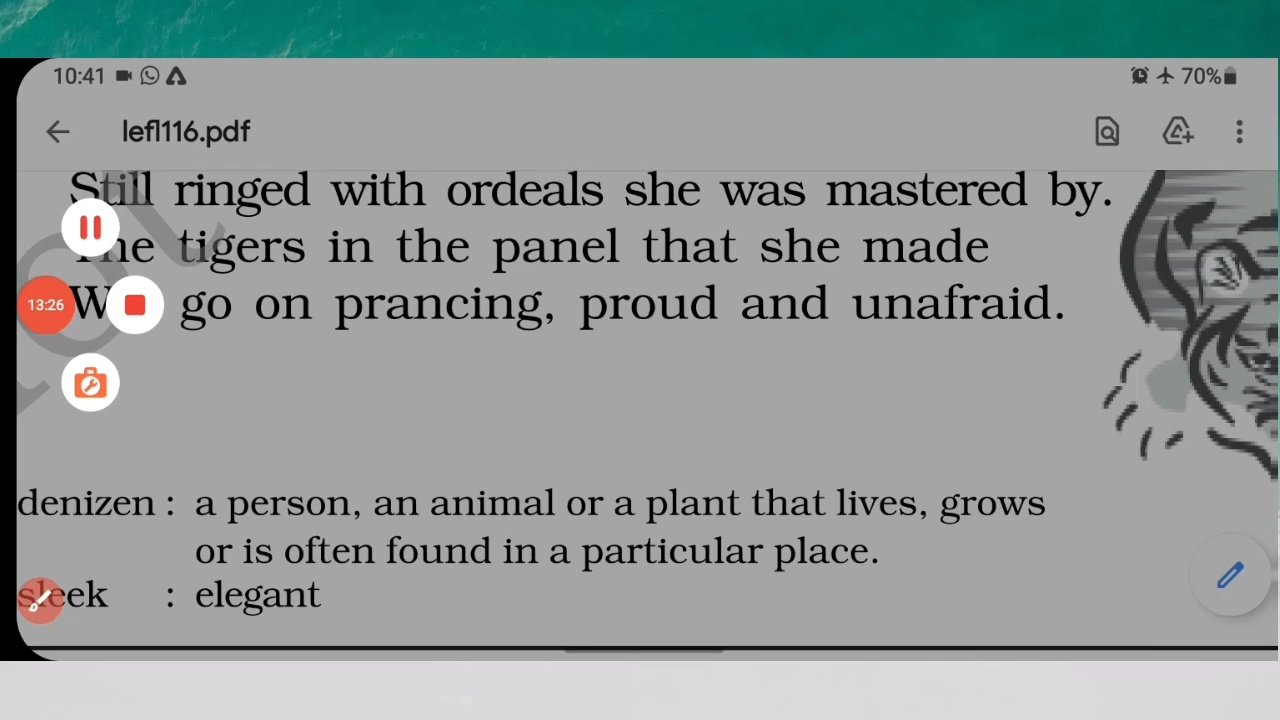 10:41 70%
lefl116.pdf
Still ringed with ordeals she was mastered by.
The tigers in the panel that she made
go on prancing, proud and unafraid.
13:26
denizen : a person, an animal or a plant that lives, grows
or is often found in a particular place.
sleek : elegant